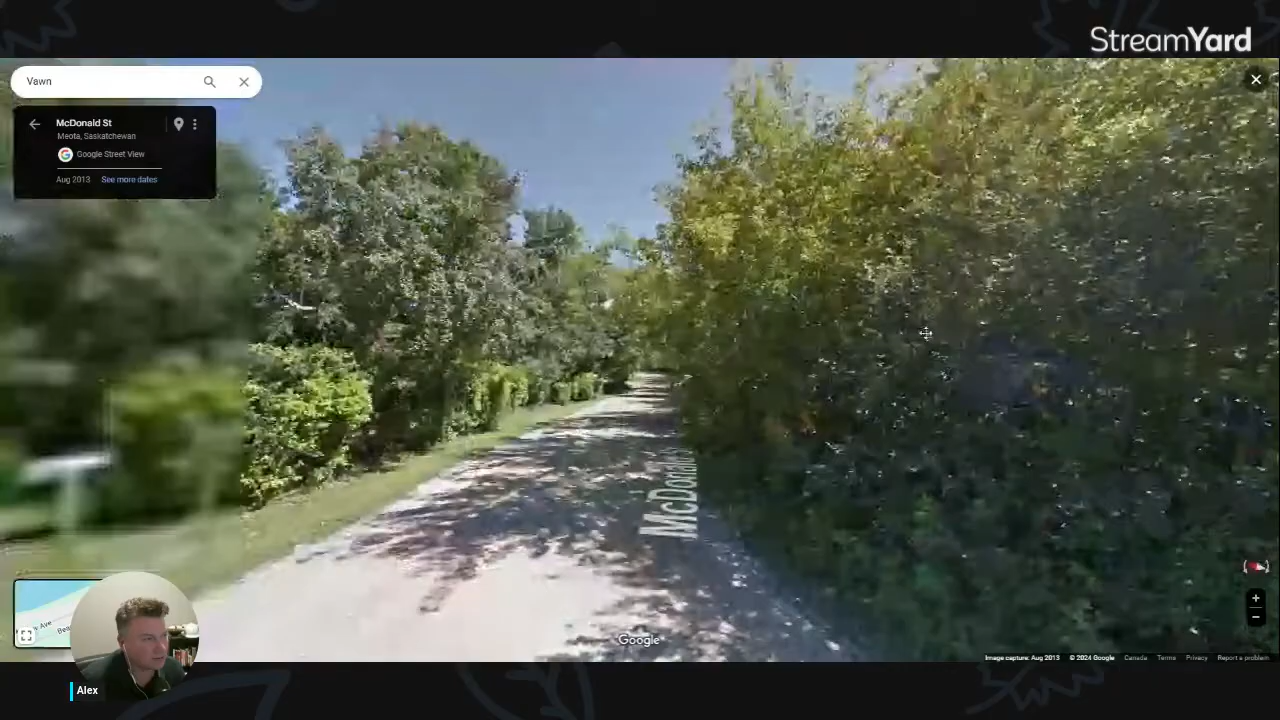 StreamYard
Vawn
McDonald St
Meota, Saskatchewan
Google Street View
Aug 2013 See more dates
McDonald
Google
Image capture: Aug 2013 © 2024 Google Canada Terms Privacy Report a problem
Alex